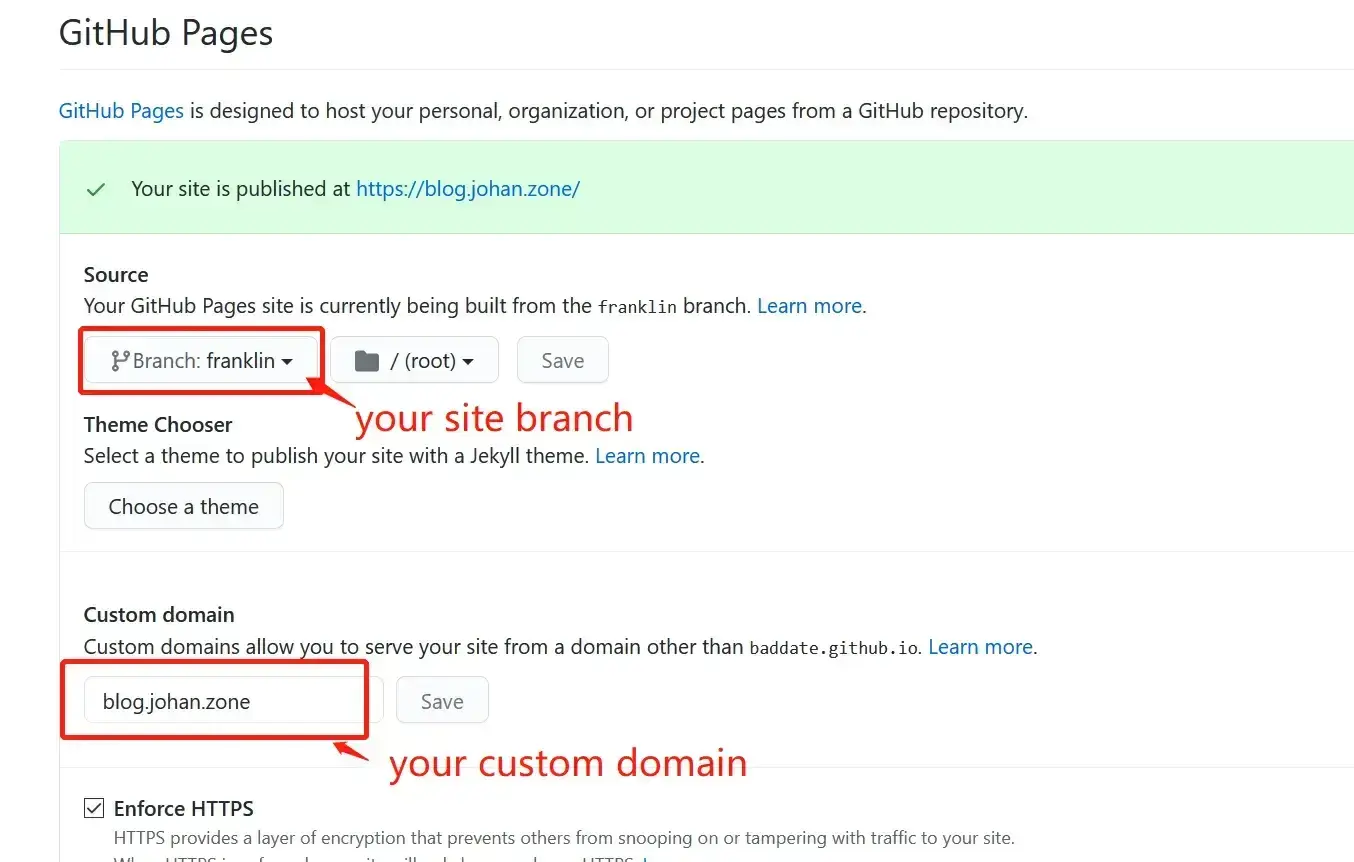 GitHub Pages
GitHub Pages is designed to host your personal, organization, or project pages from a GitHub repository.
Your site is published at https://blog.johan.zone/
Source
Your GitHub Pages site is currently being built from the franklin branch. Learn more.
Branch: franklin
/ (root)
Save
your site branch
Theme Chooser
Select a theme to publish your site with a Jekyll theme. Learn more.
Choose a theme
Custom domain
Custom domains allow you to serve your site from a domain other than baddate.github.io. Learn more.
blog.johan.zone
Save
your custom domain
Enforce HTTPS
HTTPS provides a layer of encryption that prevents others from snooping on or tampering with traffic to your site.